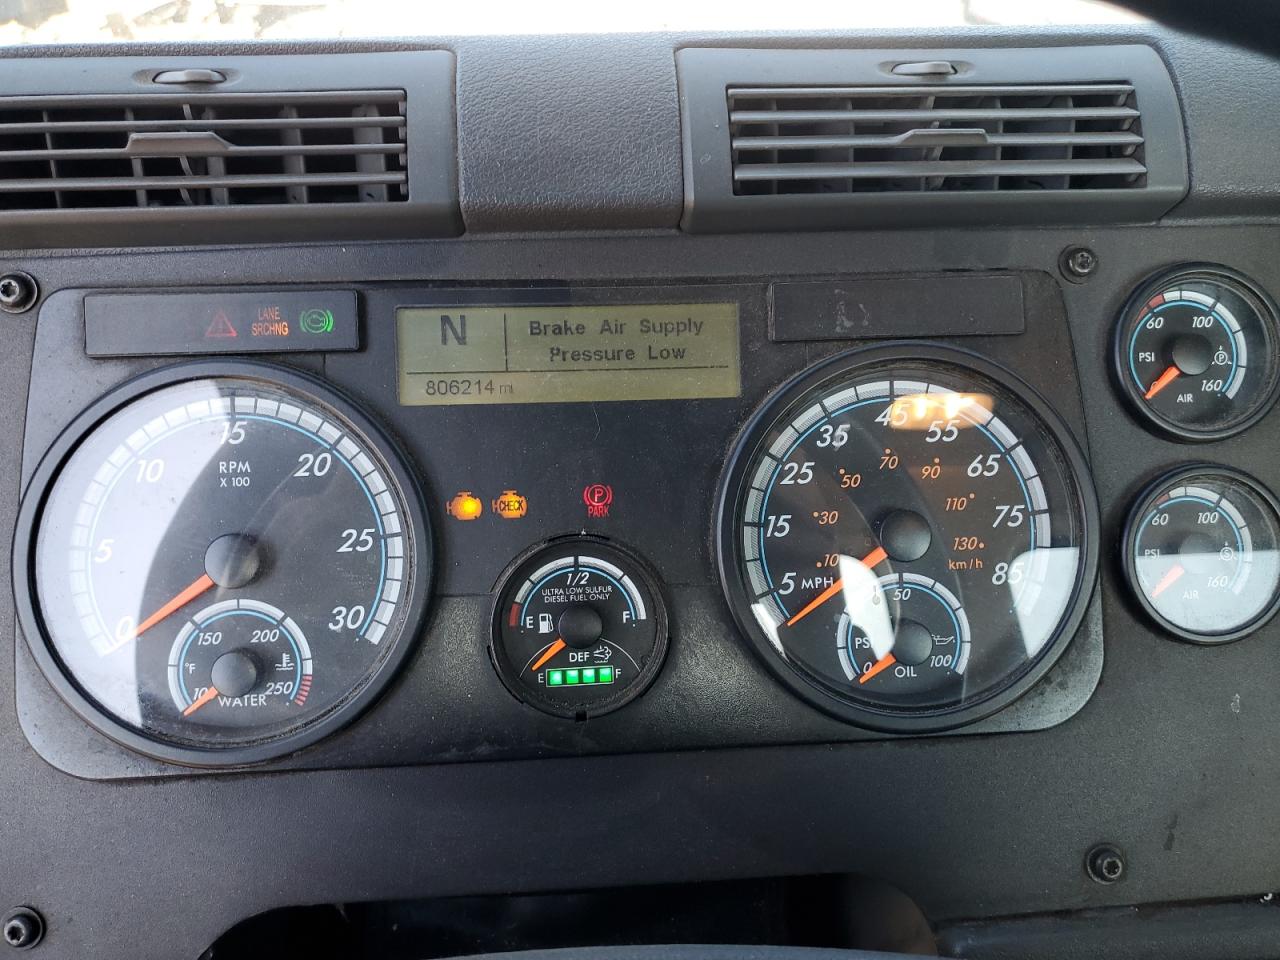 LANE
SRCHNG
N
Brake Air Supply
Pressure Low
806214 mi
60 100
PSI P
0 160
AIR
0 5 10 15 20 25 30
RPM
X 100
150 200
°F
250
WATER
CHECK
P
PARK
1/2
ULTRA LOW SULFUR
DIESEL FUEL ONLY
E F
DEF
E F
5 15 25 35 45 55 65 75 85
MPH
10 30 50 70 90 110 130
km/h
50
PSI
0 100
OIL
60 100
PSI S
160
AIR